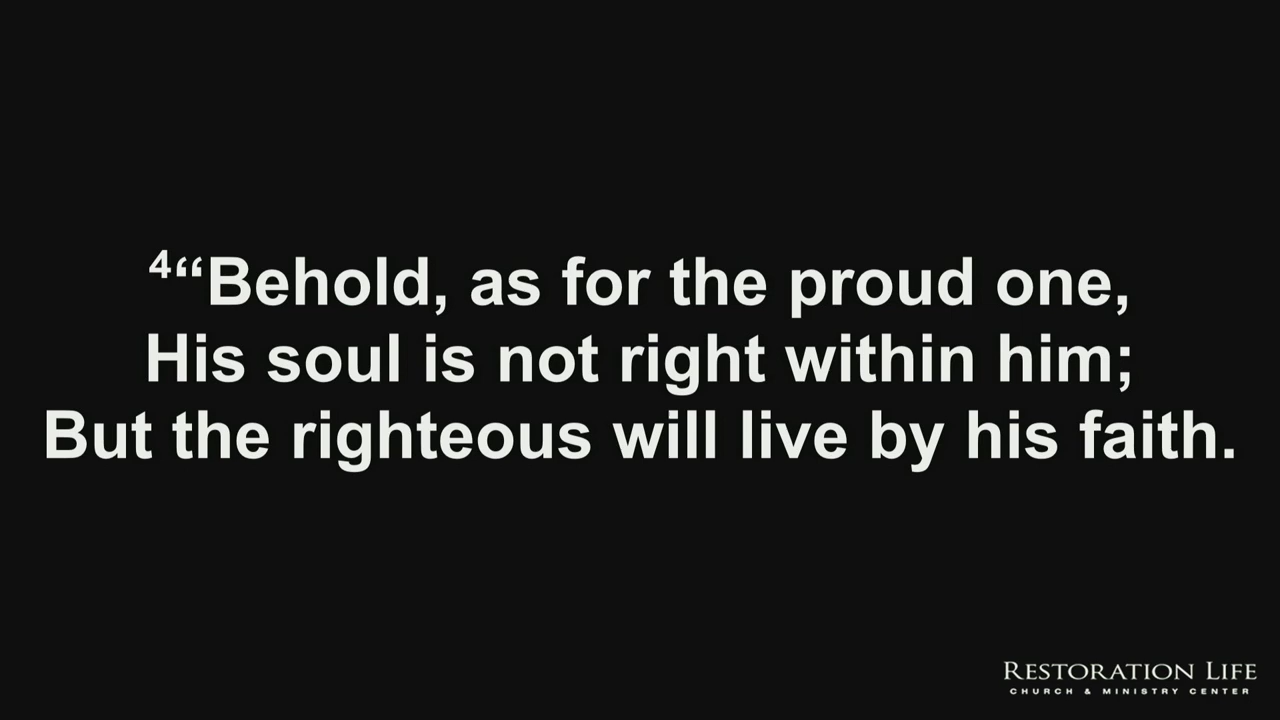 ⁴“Behold, as for the proud one,
His soul is not right within him;
But the righteous will live by his faith.
RESTORATION LIFE
CHURCH & MINISTRY CENTER